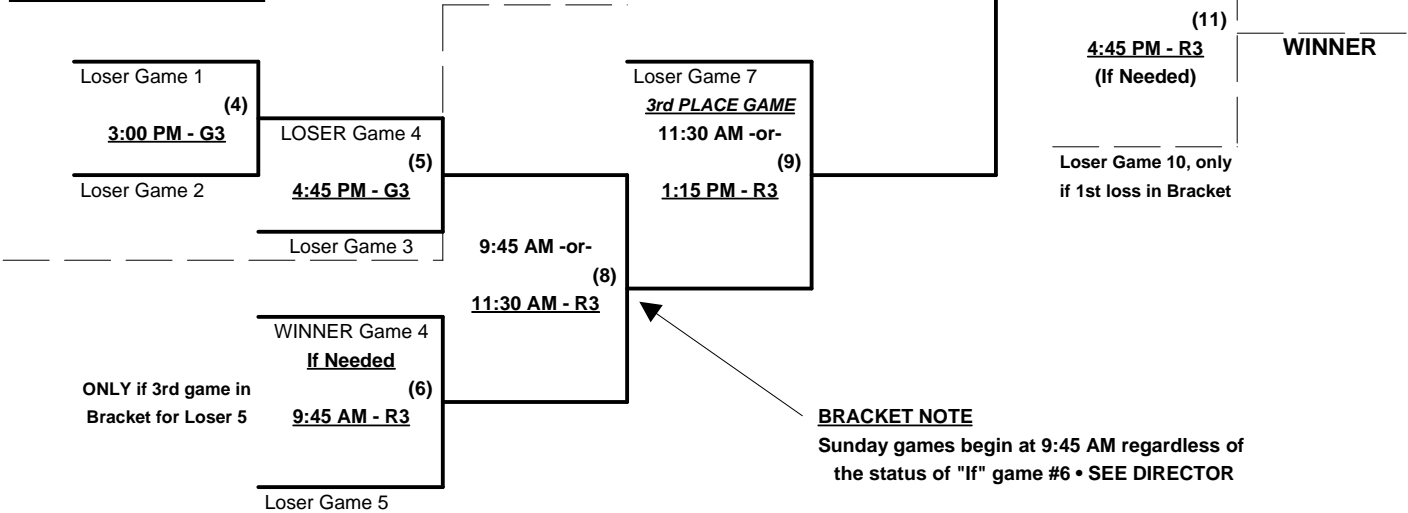 Loser Game 1
(4)
3:00 PM - G3
Loser Game 2
LOSER Game 4
(5)
4:45 PM - G3
Loser Game 3
WINNER Game 4
If Needed
(6)
9:45 AM - R3
Loser Game 5
ONLY if 3rd game in
Bracket for Loser 5
9:45 AM -or-
(8)
11:30 AM - R3
Loser Game 7
3rd PLACE GAME
11:30 AM -or-
(9)
1:15 PM - R3
(11)
4:45 PM - R3
(If Needed)
WINNER
Loser Game 10, only
if 1st loss in Bracket
BRACKET NOTE
Sunday games begin at 9:45 AM regardless of
the status of "If" game #6 • SEE DIRECTOR